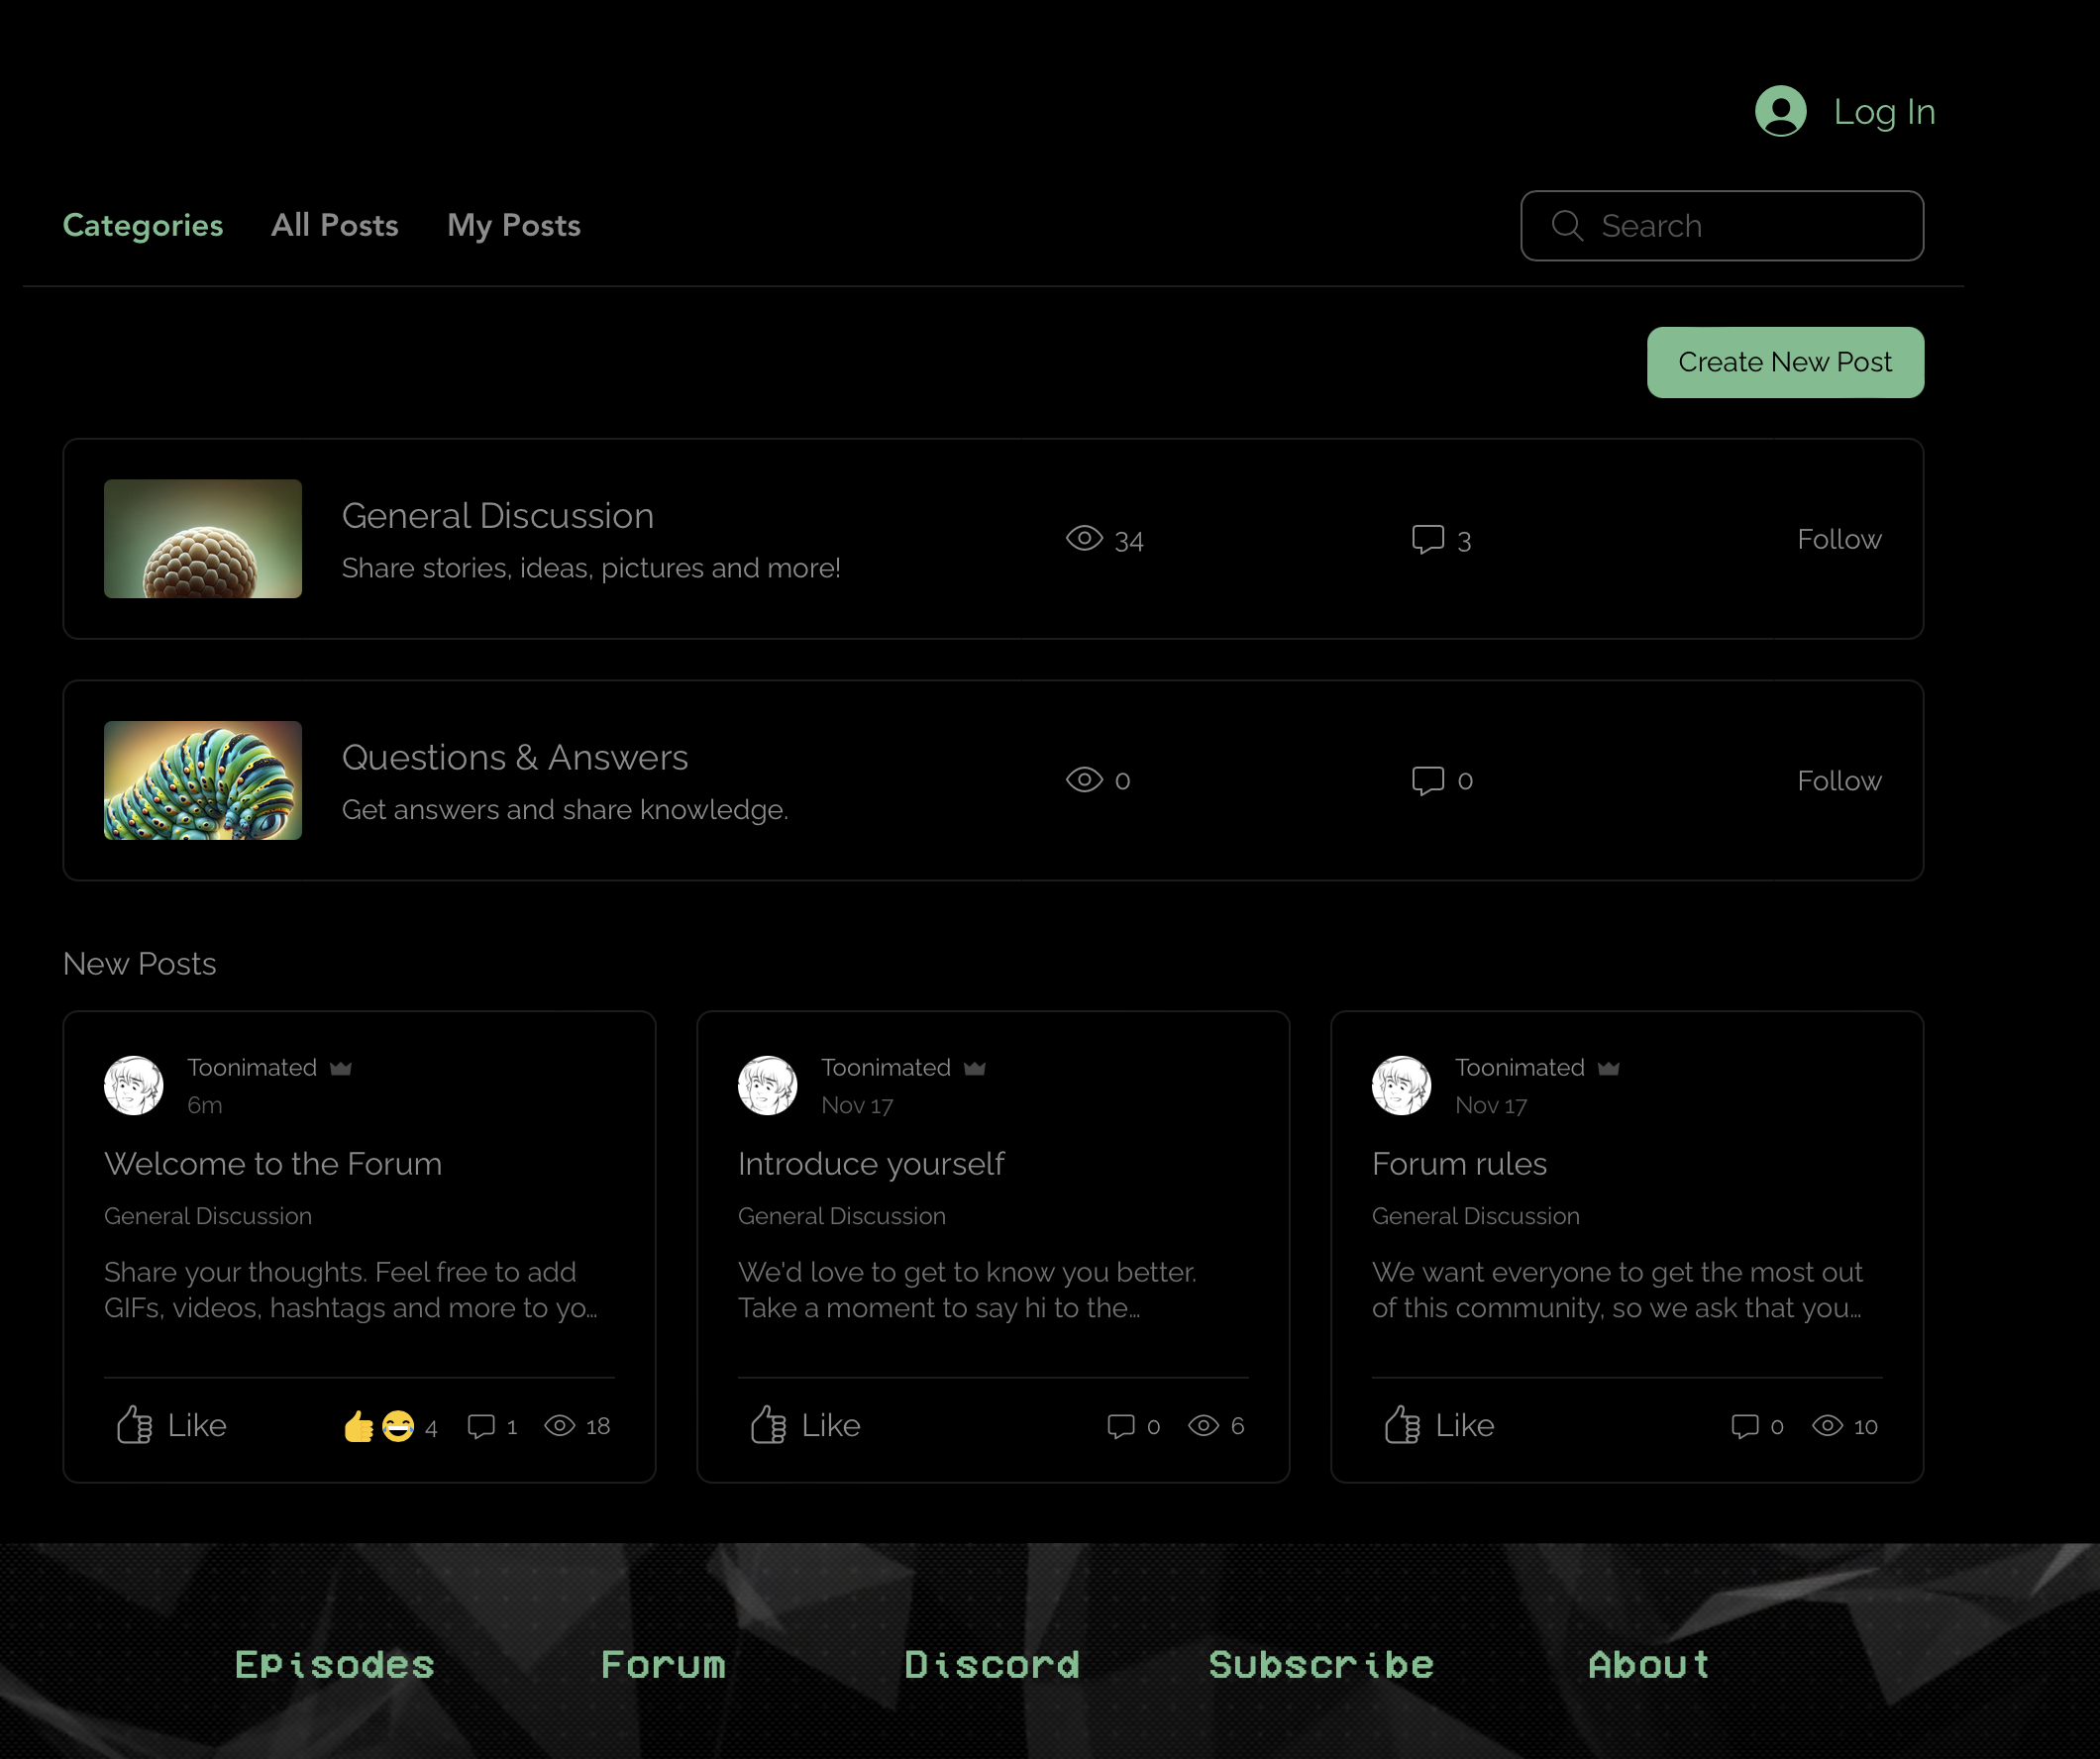 Log In
Categories All Posts My Posts Search
Create New Post
General Discussion
Share stories, ideas, pictures and more!
34 3 Follow
Questions & Answers
Get answers and share knowledge.
0 0 Follow
New Posts
Toonimated
6m
Welcome to the Forum
General Discussion
Share your thoughts. Feel free to add
GIFs, videos, hashtags and more to yo...
Like 4 1 18
Toonimated
Nov 17
Introduce yourself
General Discussion
We'd love to get to know you better.
Take a moment to say hi to the...
Like 0 6
Toonimated
Nov 17
Forum rules
General Discussion
We want everyone to get the most out
of this community, so we ask that you...
Like 0 10
Episodes Forum Discord Subscribe About